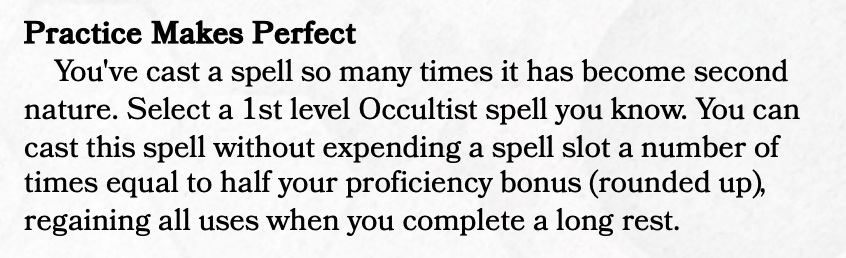 Practice Makes Perfect
You've cast a spell so many times it has become second
nature. Select a 1st level Occultist spell you know. You can
cast this spell without expending a spell slot a number of
times equal to half your proficiency bonus (rounded up),
regaining all uses when you complete a long rest.